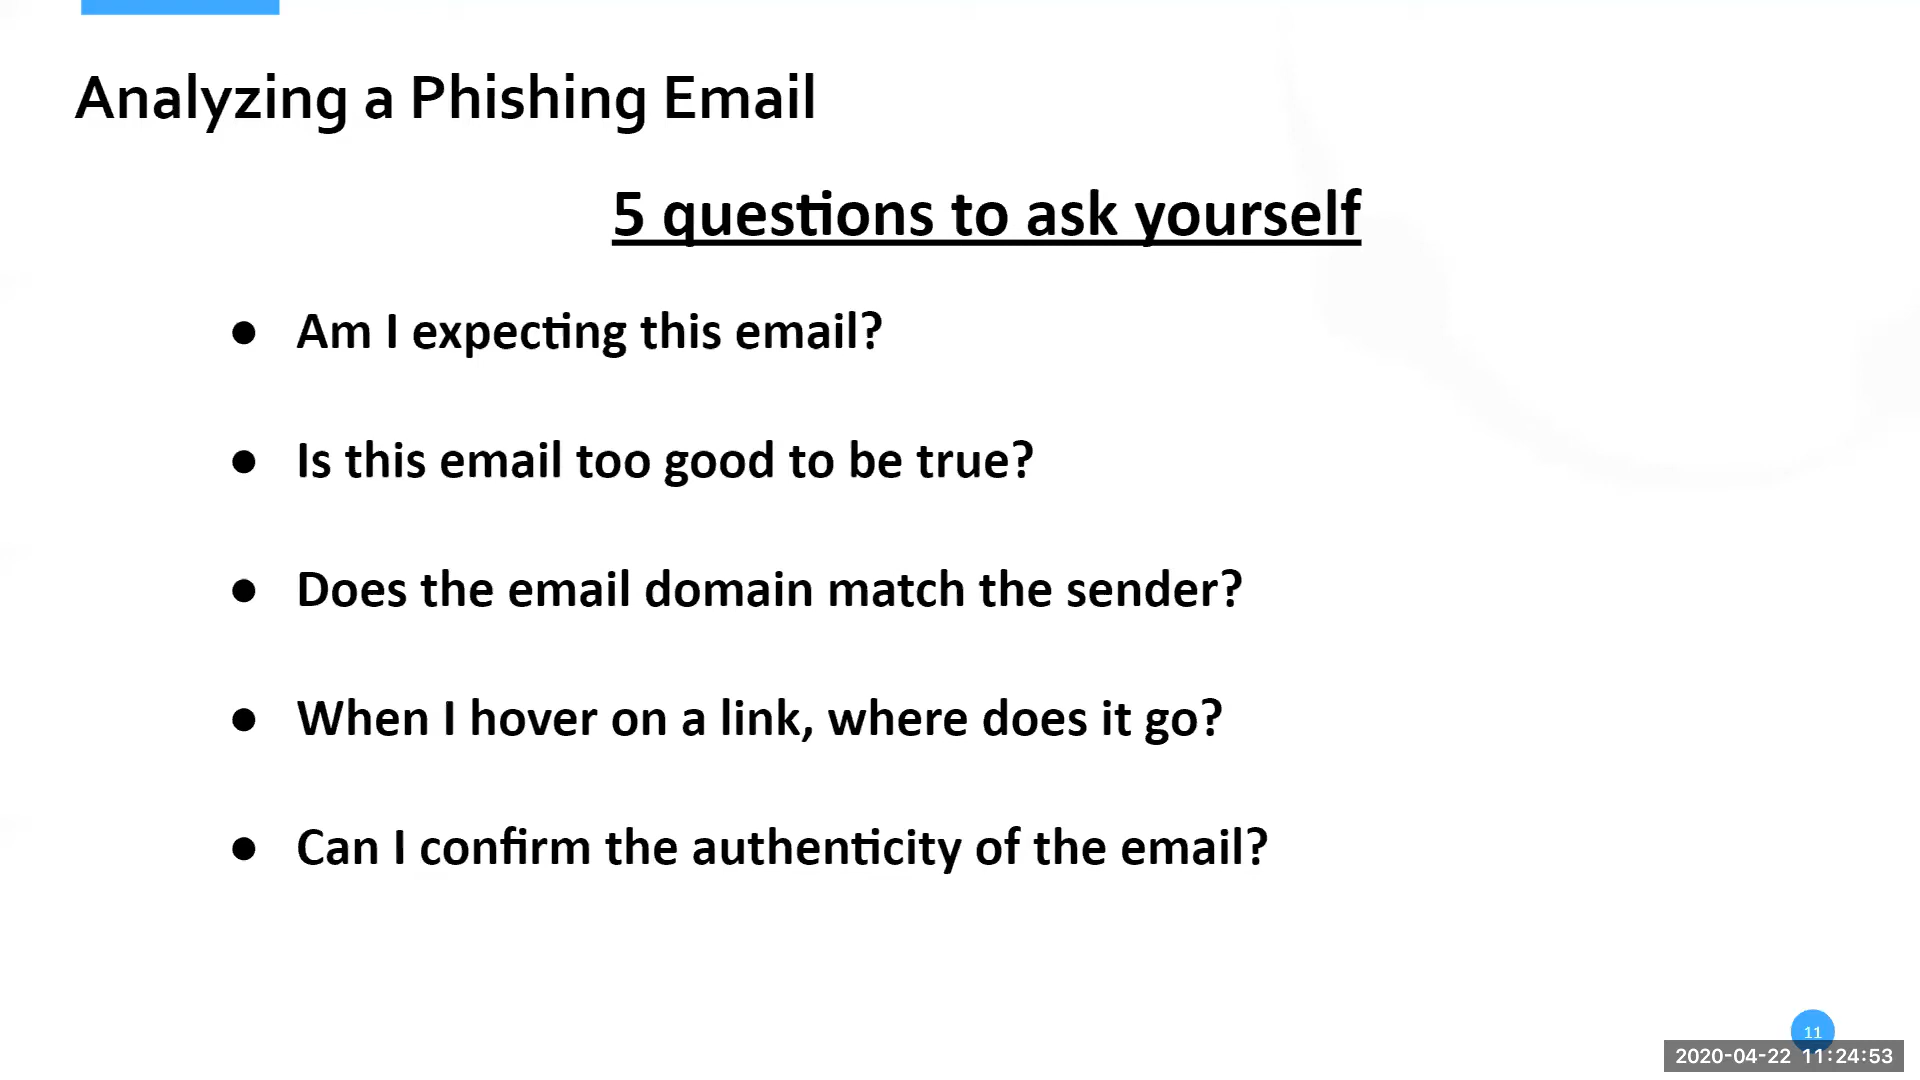 Analyzing a Phishing Email
5 questions to ask yourself
● Am I expecting this email?
● Is this email too good to be true?
● Does the email domain match the sender?
● When I hover on a link, where does it go?
● Can I confirm the authenticity of the email?
11
2020-04-22 11:24:53